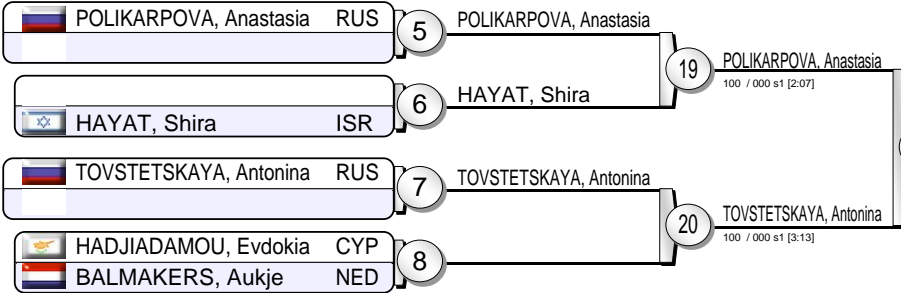 POLIKARPOVA, Anastasia RUS
5
POLIKARPOVA, Anastasia
19
POLIKARPOVA, Anastasia
100 / 000 s1 [2:07]
6
HAYAT, Shira
HAYAT, Shira ISR
TOVSTETSKAYA, Antonina RUS
7
TOVSTETSKAYA, Antonina
20
TOVSTETSKAYA, Antonina
100 / 000 s1 [3:13]
HADJIADAMOU, Evdokia CYP
8
BALMAKERS, Aukje NED